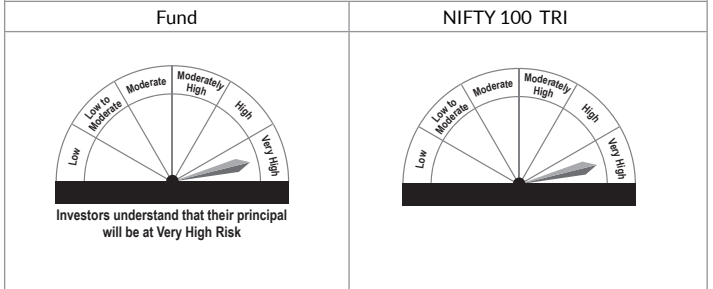 Fund
NIFTY 100 TRI
Low
Low to
Moderate
Moderate
Moderately
High
High
Very High
Investors understand that their principal
will be at Very High Risk
Low
Low to
Moderate
Moderate
Moderately
High
High
Very High